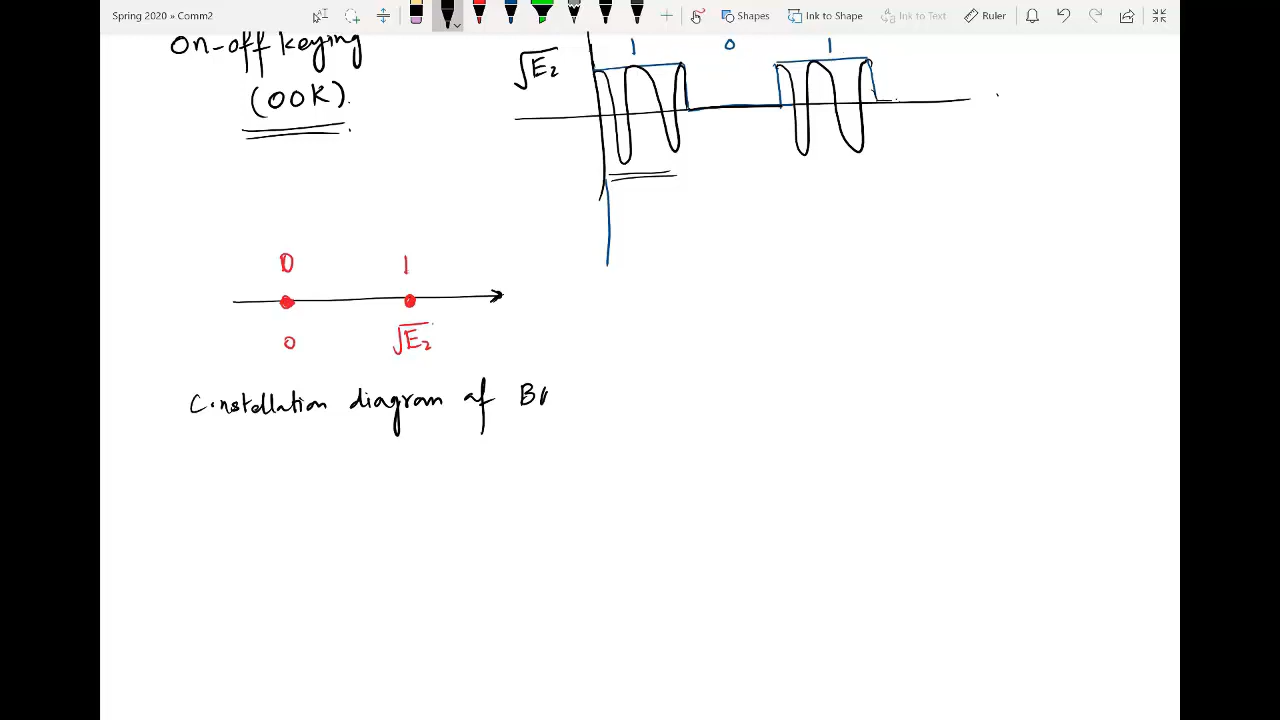 Spring 2020 » Comm2
Shapes
Ink to Shape
Ink to Text
Ruler
On-off keying
(OOK).
√E2
1 0 1
0 1
0 √E2
Constellation diagram of